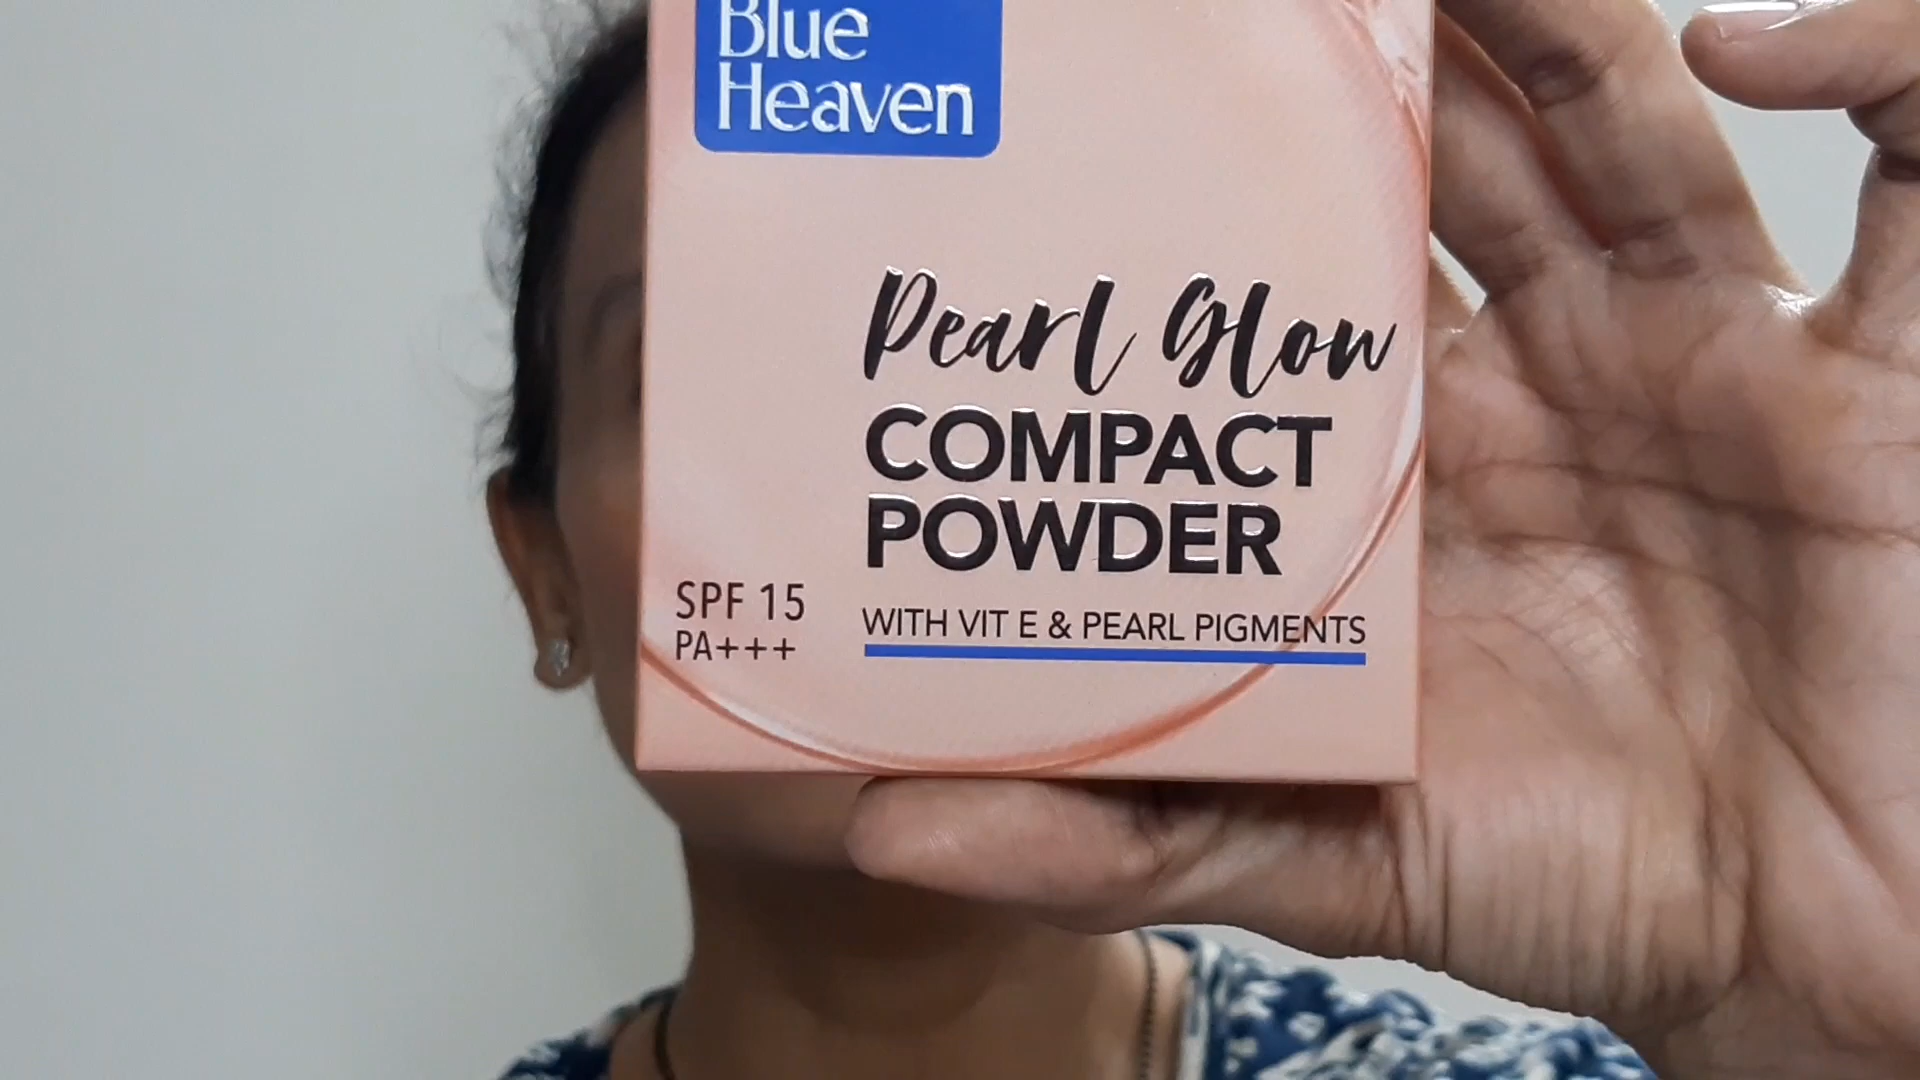 Blue
Heaven
Pearl Glow
COMPACT
POWDER
WITH VIT E & PEARL PIGMENTS
SPF 15
PA+++